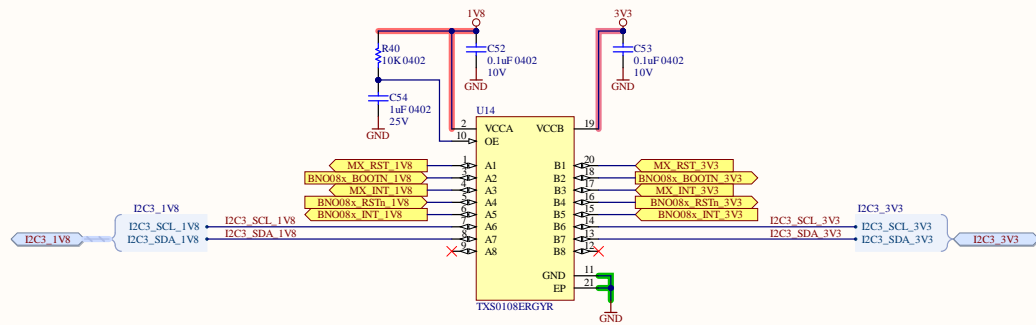 1V8
3V3
R40
10K 0402
C52
0.1uF 0402
10V
GND
C53
0.1uF 0402
10V
GND
C54
1uF 0402
25V
GND
U14
2 VCCA VCCB 19
10 OE
MX_RST_1V8 1 A1 B1 20 MX_RST_3V3
BNO08x_BOOTN_1V8 3 A2 B2 18 BNO08x_BOOTN_3V3
MX_INT_1V8 4 A3 B3 17 MX_INT_3V3
BNO08x_RSTn_1V8 5 A4 B4 16 BNO08x_RSTn_3V3
BNO08x_INT_1V8 6 A5 B5 15 BNO08x_INT_3V3
I2C3_1V8
I2C3_3V3
I2C3_SCL_1V8 I2C3_SCL_1V8 7 A6 B6 14 I2C3_SCL_3V3 I2C3_SCL_3V3
I2C3_1V8 I2C3_SDA_1V8 I2C3_SDA_1V8 8 A7 B7 13 I2C3_SDA_3V3 I2C3_SDA_3V3 I2C3_3V3
9 A8 B8 12
GND 11
EP 21
TXS0108ERGYR
GND